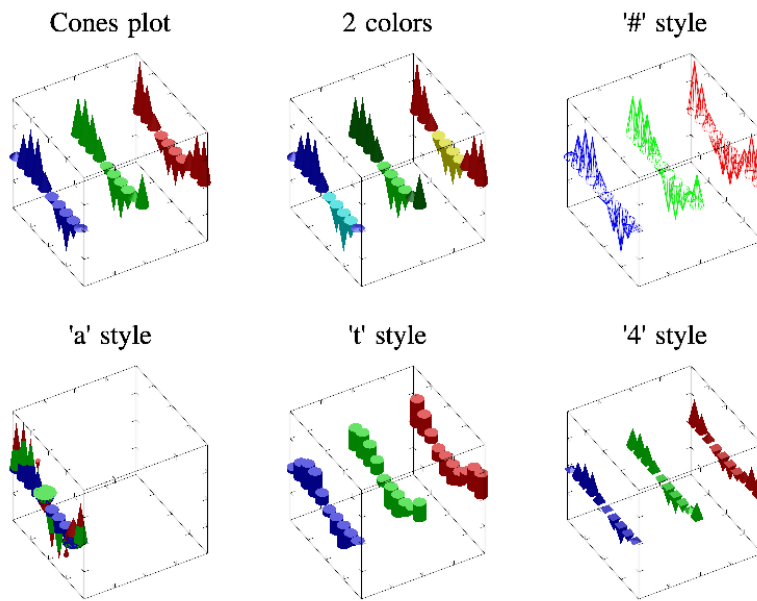 Cones plot
2 colors
'#' style
'a' style
't' style
'4' style